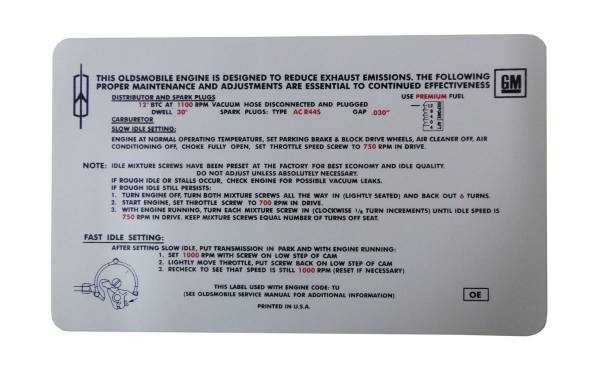 THIS OLDSMOBILE ENGINE IS DESIGNED TO REDUCE EXHAUST EMISSIONS. THE FOLLOWING
PROPER MAINTENANCE AND ADJUSTMENTS ARE ESSENTIAL TO CONTINUED EFFECTIVENESS
GM
DISTRIBUTOR AND SPARK PLUGS USE PREMIUM FUEL
12° BTC AT 1100 RPM VACUUM HOSE DISCONNECTED AND PLUGGED
DWELL 30° SPARK PLUGS: TYPE AC R44S GAP .030"
CARBURETOR
SLOW IDLE SETTING:
ENGINE AT NORMAL OPERATING TEMPERATURE, SET PARKING BRAKE & BLOCK DRIVE WHEELS, AIR CLEANER OFF, AIR
CONDITIONING OFF, CHOKE FULLY OPEN, SET THROTTLE SPEED SCREW TO 750 RPM IN DRIVE.
NOTE: IDLE MIXTURE SCREWS HAVE BEEN PRESET AT THE FACTORY FOR BEST ECONOMY AND IDLE QUALITY.
DO NOT ADJUST UNLESS ABSOLUTELY NECESSARY.
IF ROUGH IDLE OR STALLS OCCUR, CHECK ENGINE FOR POSSIBLE VACUUM LEAKS.
IF ROUGH IDLE STILL PERSISTS:
1. TURN ENGINE OFF, TURN BOTH MIXTURE SCREWS ALL THE WAY IN (LIGHTLY SEATED) AND BACK OUT 6 TURNS.
2. START ENGINE, SET THROTTLE SCREW TO 700 RPM IN DRIVE.
3. WITH ENGINE RUNNING, TURN EACH MIXTURE SCREW IN (CLOCKWISE 1/8 TURN INCREMENTS) UNTIL IDLE SPEED IS
750 RPM IN DRIVE. KEEP MIXTURE SCREWS EQUAL NUMBER OF TURNS OFF SEAT.
FAST IDLE SETTING:
AFTER SETTING SLOW IDLE, PUT TRANSMISSION IN PARK AND WITH ENGINE RUNNING:
1. SET 1000 RPM WITH SCREW ON LOW STEP OF CAM
2. LIGHTLY MOVE THROTTLE, PUT SCREW BACK ON LOW STEP OF CAM
3. RECHECK TO SEE THAT SPEED IS STILL 1000 RPM (RESET IF NECESSARY)
THIS LABEL USED WITH ENGINE CODE: TU
(SEE OLDSMOBILE SERVICE MANUAL FOR ADDITIONAL INFORMATION)
OE
PRINTED IN U.S.A.